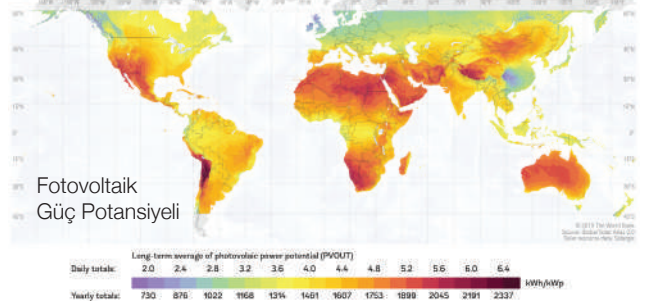 Fotovoltaik
Güç Potansiyeli
Long-term average of photovoltaic power potential (PVOUT)
Daily totals: 2.0 2.4 2.8 3.2 3.6 4.0 4.4 4.8 5.2 5.6 6.0 6.4
kWh/kWp
Yearly totals: 730 876 1022 1168 1314 1461 1607 1753 1899 2045 2191 2337